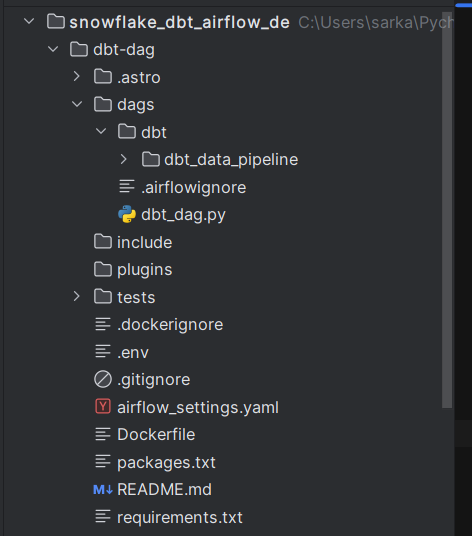 snowflake_dbt_airflow_de C:\Users\sarka\Pych
dbt-dag
.astro
dags
dbt
dbt_data_pipeline
.airflowignore
dbt_dag.py
include
plugins
tests
.dockerignore
.env
.gitignore
Y airflow_settings.yaml
Dockerfile
packages.txt
M↓ README.md
requirements.txt